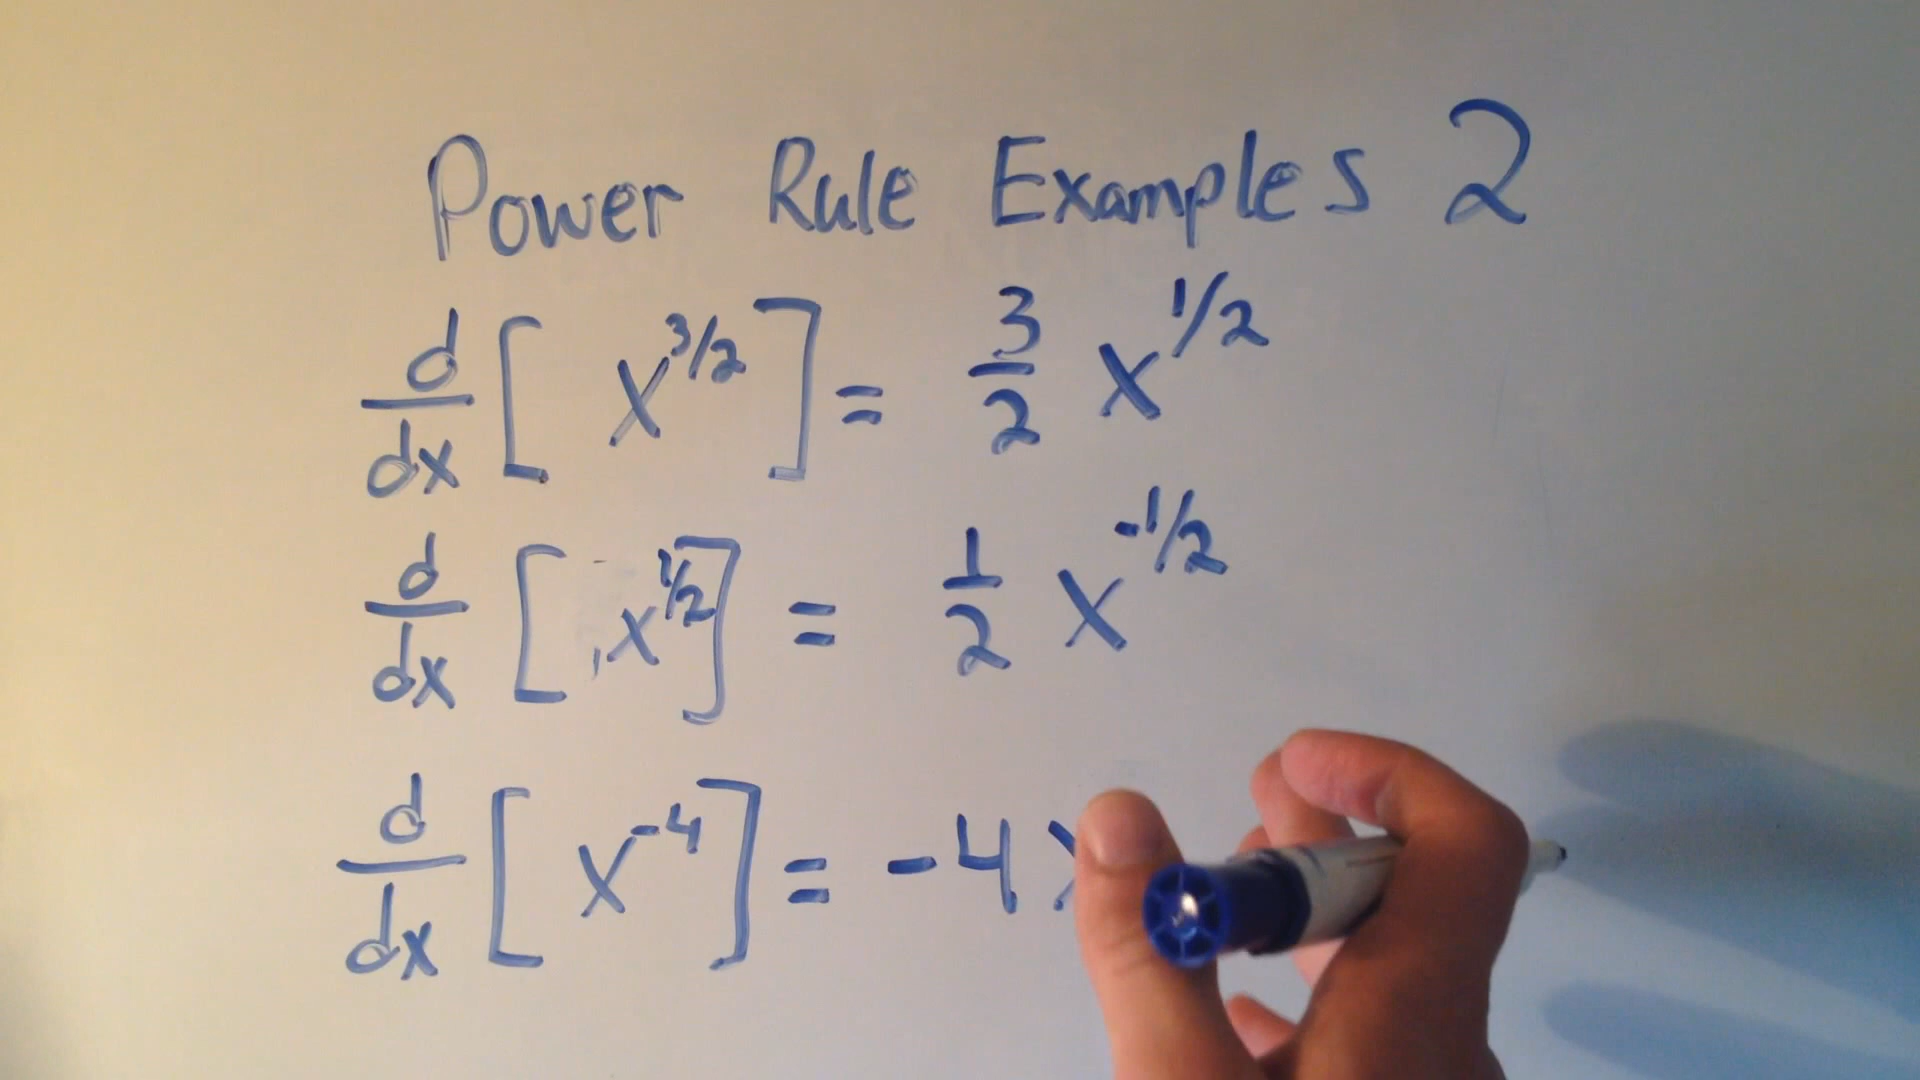 Power Rule Examples 2
d/dx [ x^3/2 ] = 3/2 x^1/2
d/dx [ x^1/2 ] = 1/2 x^-1/2
d/dx [ x^-4 ] = -4x